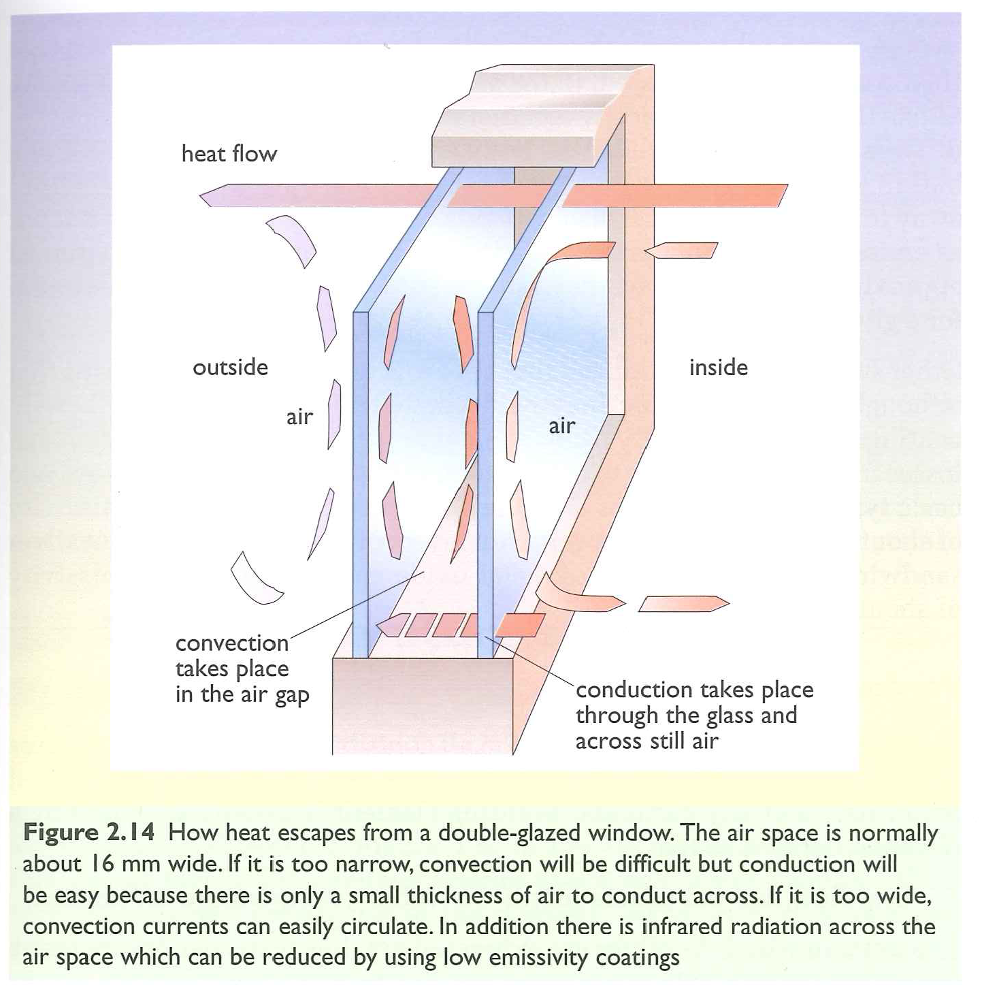 heat flow
outside
inside
air
air
convection
takes place
in the air gap
conduction takes place
through the glass and
across still air
Figure 2.14 How heat escapes from a double-glazed window. The air space is normally
about 16 mm wide. If it is too narrow, convection will be difficult but conduction will
be easy because there is only a small thickness of air to conduct across. If it is too wide,
convection currents can easily circulate. In addition there is infrared radiation across the
air space which can be reduced by using low emissivity coatings